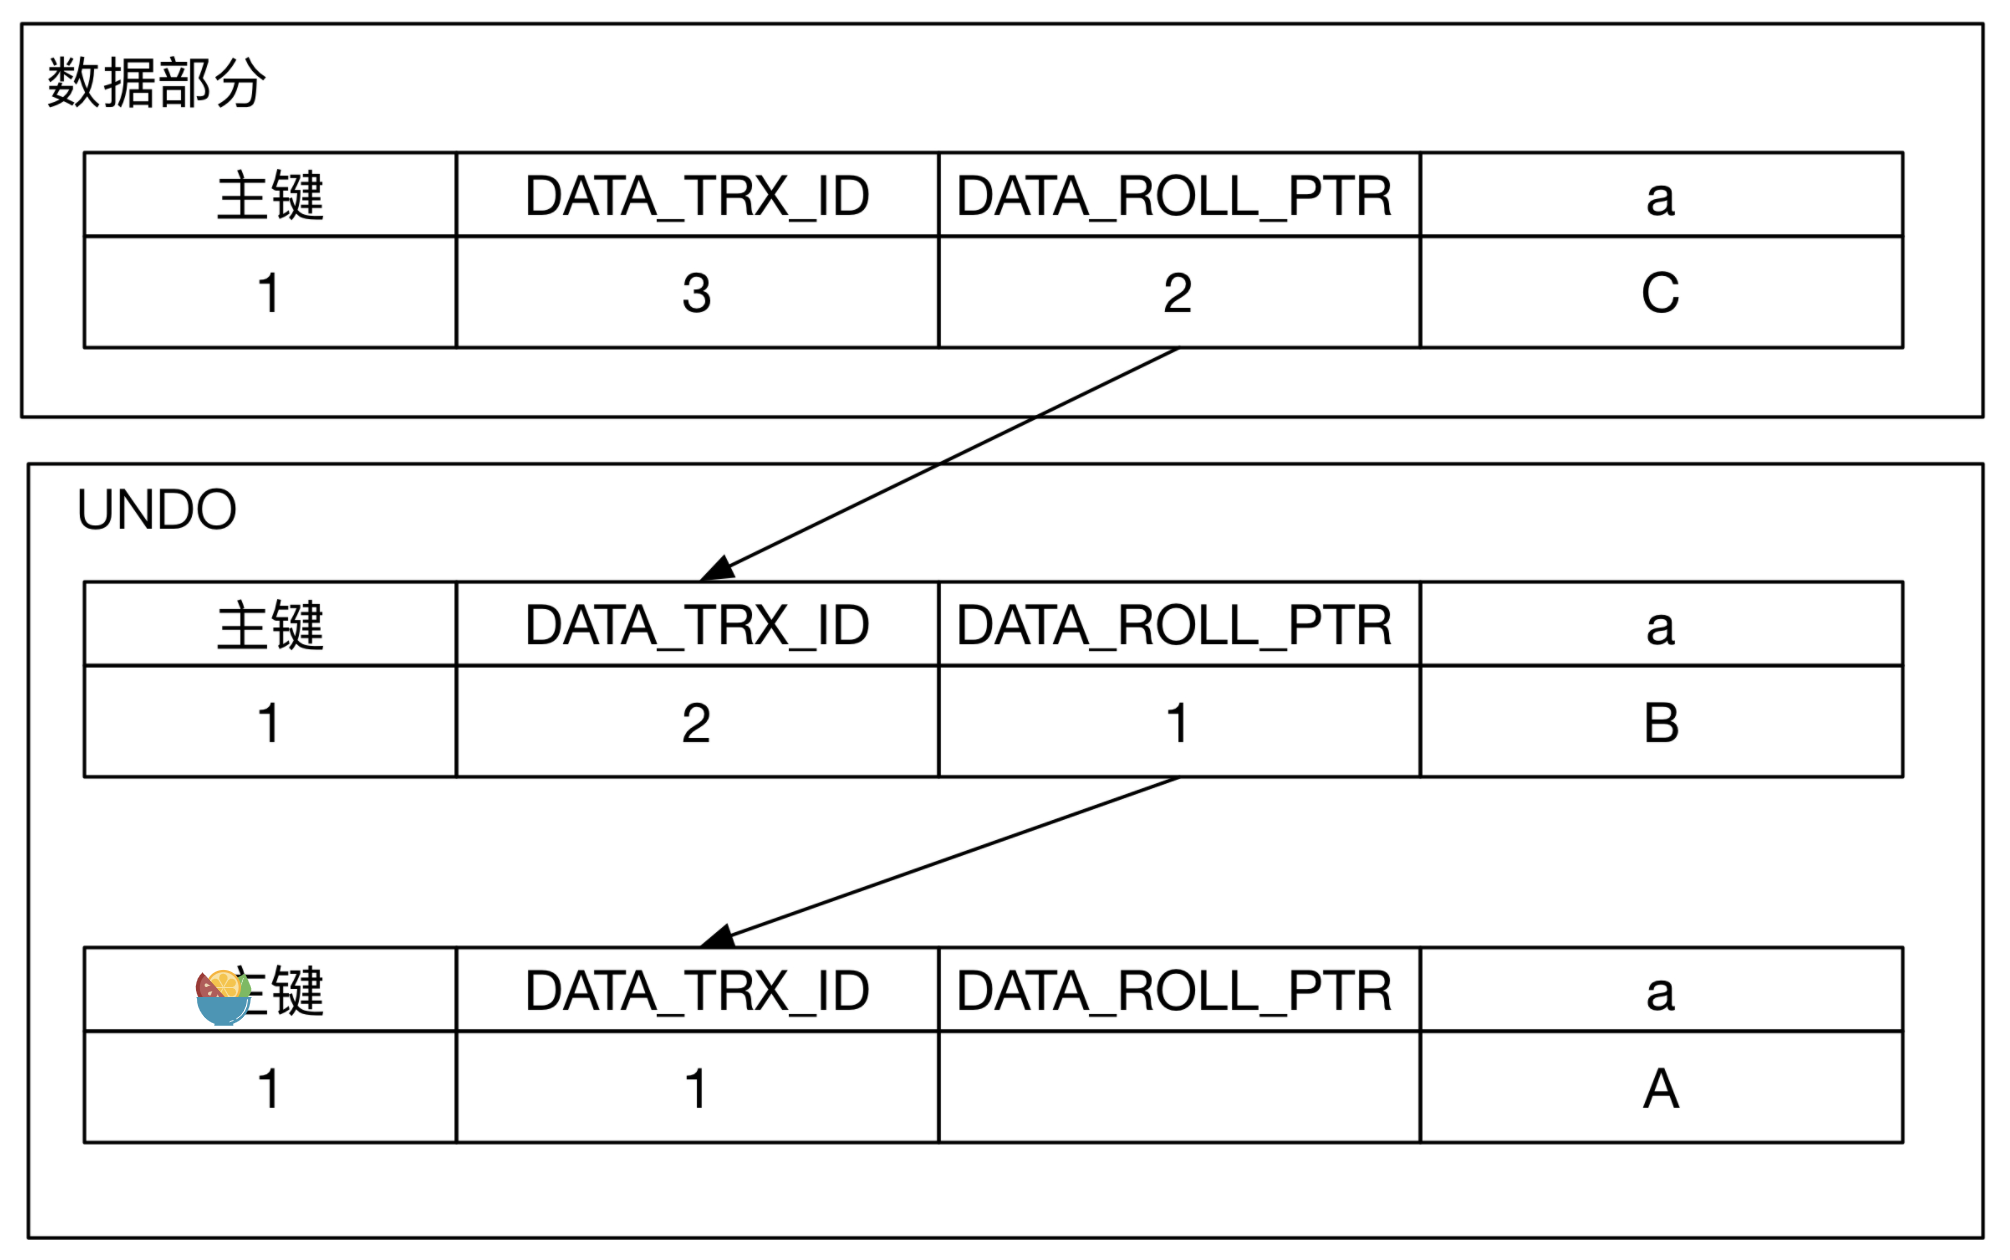 数据部分
主键 DATA_TRX_ID DATA_ROLL_PTR a
1 3 2 C
UNDO
主键 DATA_TRX_ID DATA_ROLL_PTR a
1 2 1 B
主键 DATA_TRX_ID DATA_ROLL_PTR a
1 1 A